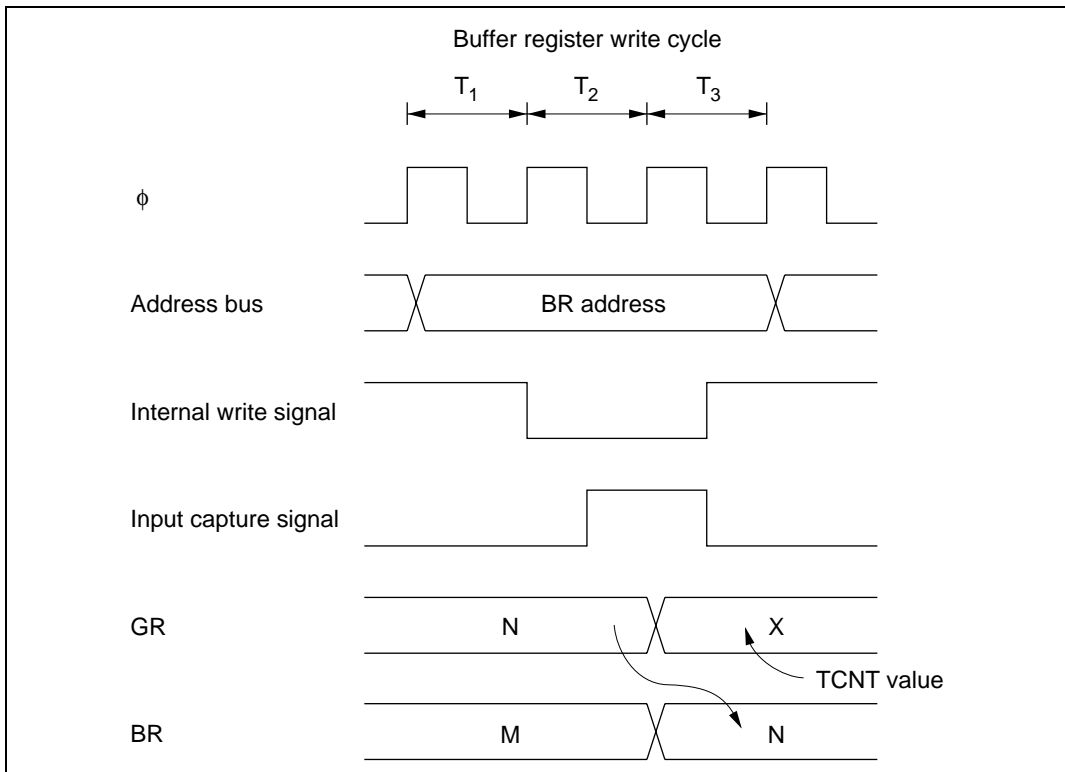 Buffer register write cycle
T1 T2 T3
ϕ
Address bus BR address
Internal write signal
Input capture signal
GR N X
TCNT value
BR M N